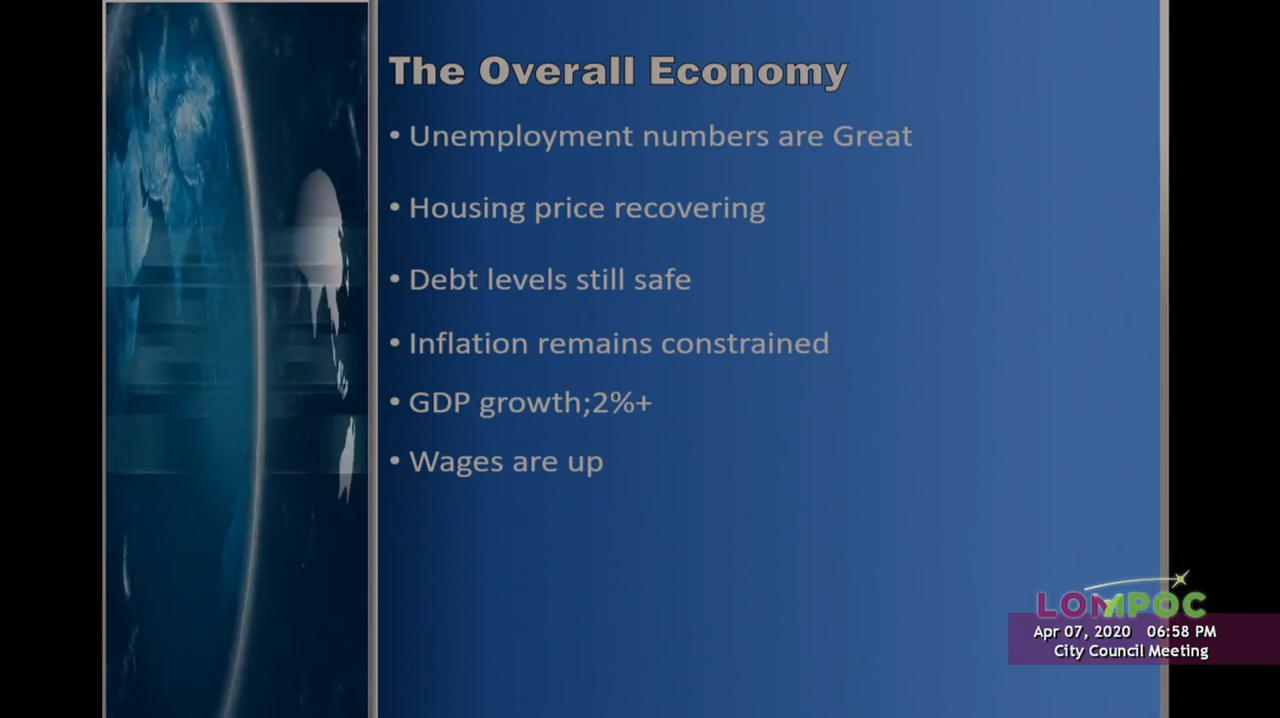 The Overall Economy
• Unemployment numbers are Great
• Housing price recovering
• Debt levels still safe
• Inflation remains constrained
• GDP growth;2%+
• Wages are up
LOMPOC
Apr 07, 2020 06:58 PM
City Council Meeting